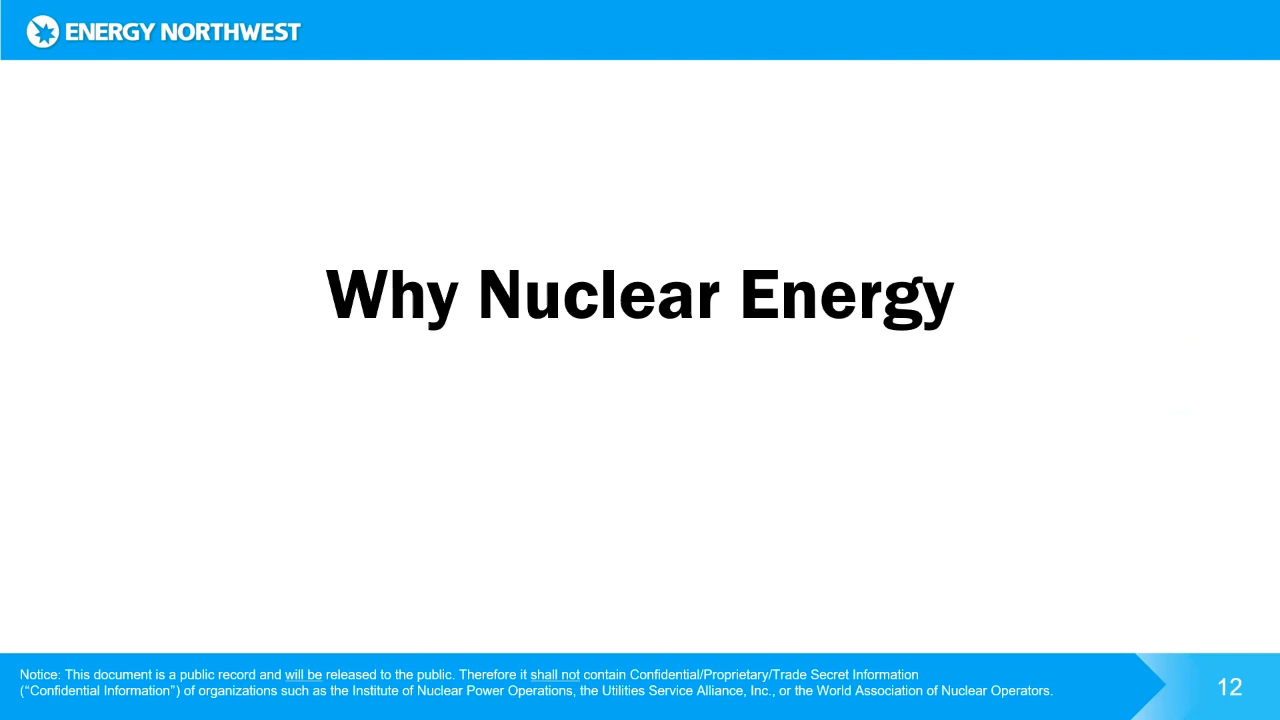 ENERGY NORTHWEST
Why Nuclear Energy
Notice: This document is a public record and will be released to the public. Therefore it shall not contain Confidential/Proprietary/Trade Secret Information
(“Confidential Information”) of organizations such as the Institute of Nuclear Power Operations, the Utilities Service Alliance, Inc., or the World Association of Nuclear Operators.
12